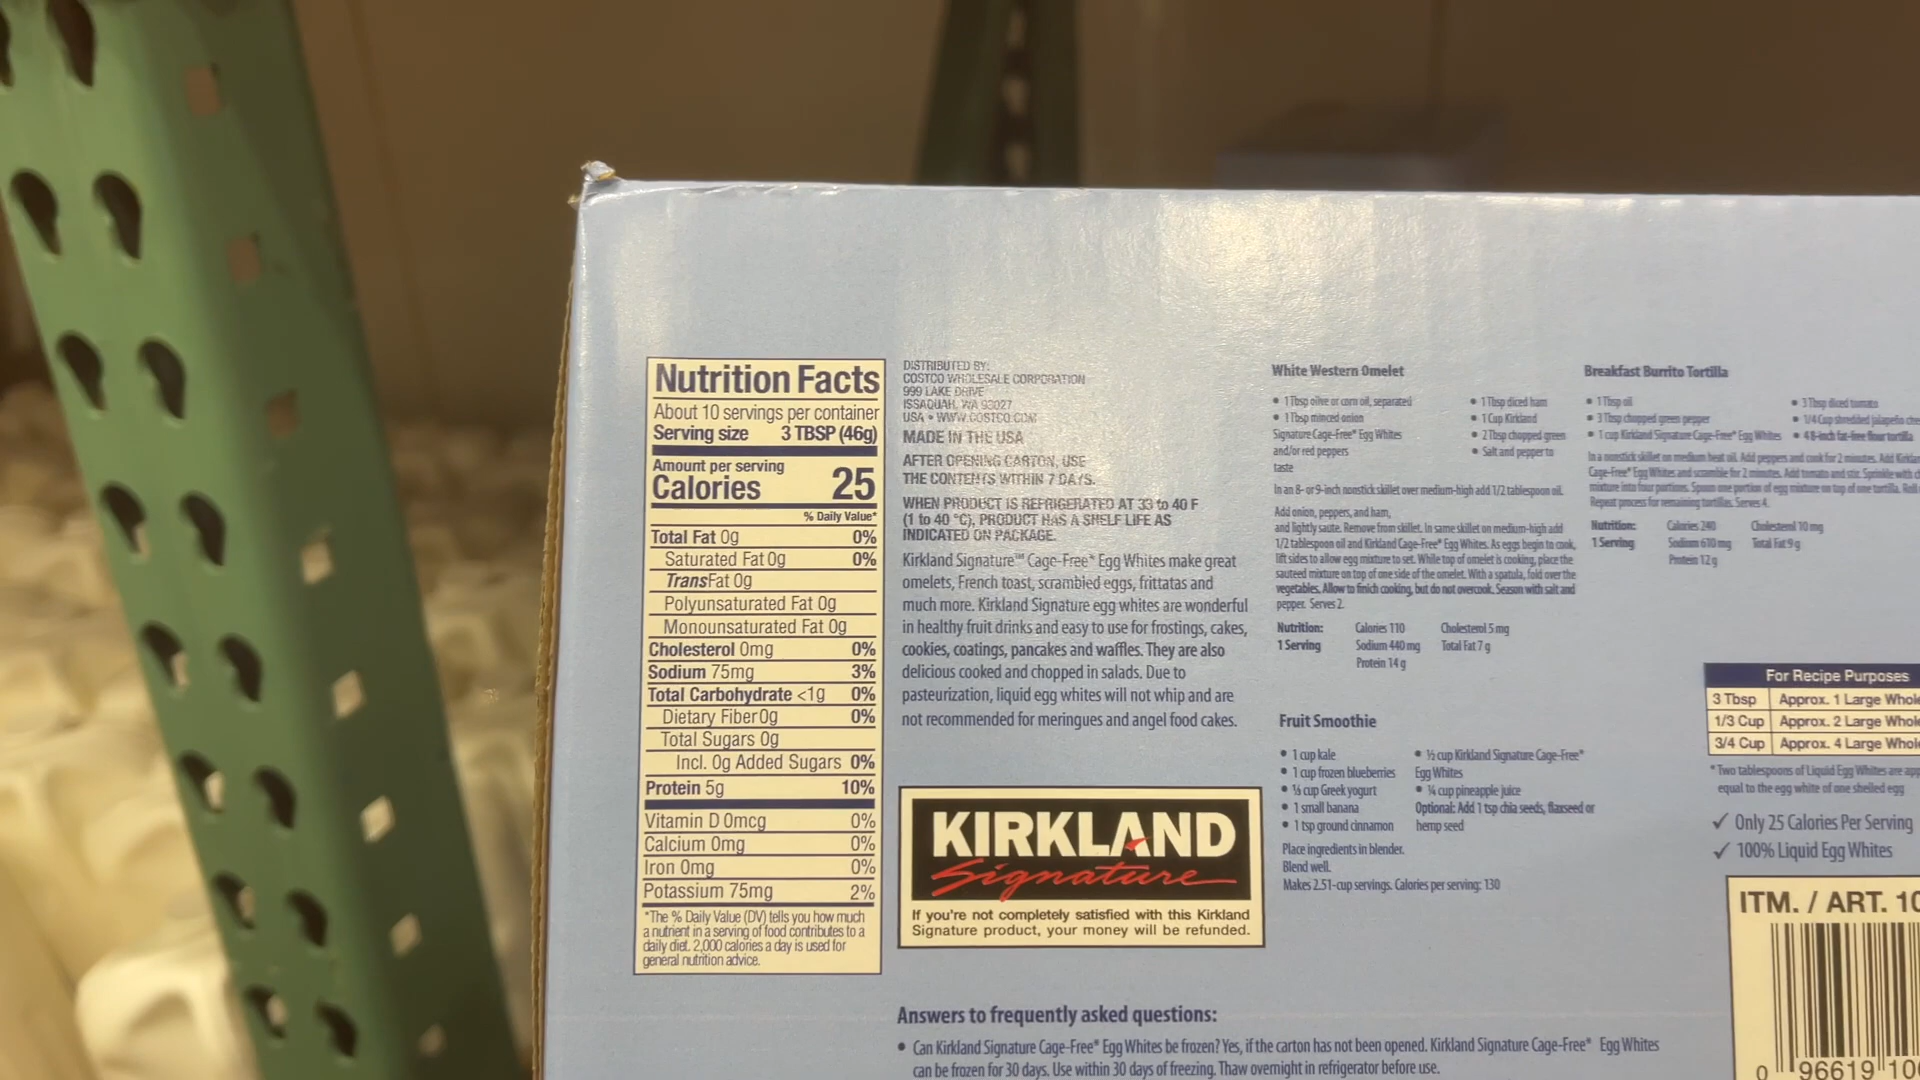 Nutrition Facts
About 10 servings per container
Serving size 3 TBSP (46g)
Amount per serving
Calories 25
% Daily Value*
Total Fat 0g 0%
Saturated Fat 0g 0%
Trans Fat 0g
Polyunsaturated Fat 0g
Monounsaturated Fat 0g
Cholesterol 0mg 0%
Sodium 75mg 3%
Total Carbohydrate <1g 0%
Dietary Fiber 0g 0%
Total Sugars 0g
Incl. 0g Added Sugars 0%
Protein 5g 10%
Vitamin D 0mcg 0%
Calcium 0mg 0%
Iron 0mg 0%
Potassium 75mg 2%
*The % Daily Value (DV) tells you how much
a nutrient in a serving of food contributes to a
daily diet. 2,000 calories a day is used for
general nutrition advice.
DISTRIBUTED BY:
COSTCO WHOLESALE CORPORATION
999 LAKE DRIVE
ISSAQUAH, WA 98027
USA • WWW.COSTCO.COM
MADE IN THE USA
AFTER OPENING CARTON, USE
THE CONTENTS WITHIN 7 DAYS.
WHEN PRODUCT IS REFRIGERATED AT 33 to 40 F
(1 to 40 °C), PRODUCT HAS A SHELF LIFE AS
INDICATED ON PACKAGE.
Kirkland Signature™ Cage-Free* Egg Whites make great
omelets, French toast, scrambled eggs, frittatas and
much more. Kirkland Signature egg whites are wonderful
in healthy fruit drinks and easy to use for frostings, cakes,
cookies, coatings, pancakes and waffles. They are also
delicious cooked and chopped in salads. Due to
pasteurization, liquid egg whites will not whip and are
not recommended for meringues and angel food cakes.
KIRKLAND
Signature
If you're not completely satisfied with this Kirkland
Signature product, your money will be refunded.
White Western Omelet
• 1 Tbsp olive or corn oil, separated
• 1 Tbsp minced onion
Signature Cage-Free* Egg Whites
and/or red peppers
taste
• 1 Tbsp diced ham
• 1 Cup Kirkland
• 2 Tbsp chopped green
• Salt and pepper to
In an 8- or 9-inch nonstick skillet over medium-high add 1/2 tablespoon oil.
Add onion, peppers, and ham,
and lightly saute. Remove from skillet. In same skillet on medium-high add
1/2 tablespoon oil and Kirkland Cage-Free* Egg Whites. As eggs begin to cook,
lift sides to allow egg mixture to set. While top of omelet is cooking, place the
sauteed mixture on top of one side of the omelet. With a spatula, fold over the
vegetables. Allow to finich cooking, but do not overcook. Season with salt and
pepper. Serves 2.
Nutrition: Calories 110 Cholesterol 5 mg
1 Serving Sodium 440 mg Total Fat 7 g
Protein 14 g
Fruit Smoothie
• 1 cup kale
• 1 cup frozen blueberries
• cup Greek yogurt
• 1 small banana
• 1 tsp ground cinnamon
• ½ cup Kirkland Signature Cage-Free*
Egg Whites
• ¼ cup pineapple juice
Optional: Add 1 tsp chia seeds, flaxseed or
hemp seed
Place ingredients in blender.
Blend well.
Makes 2.5 1-cup servings. Calories per serving: 130
Breakfast Burrito Tortilla
• 1 Tbsp oil
• 3 Tbsp chopped green pepper
• 1 cup Kirkland Signature Cage-Free* Egg Whites
• 3 Tbsp diced tomato
• 1/4 Cup shredded jalapeño
• 4 8-inch fat-free flour tortilla
In a nonstick skillet on medium heat oil. Add peppers and cook for 2 minutes. Add
Cage-Free* Egg Whites and scramble for 2 minutes. Add tomato and stir. Sprinkle with
mixture into four portions. Spoon one portion of egg mixture on top of one tortilla. Roll
Repeat process for remaining tortillas. Serves 4.
Nutrition: Calories 240 Cholesterol 10 mg
1 Serving Sodium 610 mg Total Fat 9 g
Protein 12 g
For Recipe Purposes
3 Tbsp Approx. 1 Large
1/3 Cup Approx. 2 Large
3/4 Cup Approx. 4 Large
*Two tablespoons of Liquid Egg Whites are
equal to the egg white of one shelled egg
✓ Only 25 Calories Per Serving
✓ 100% Liquid Egg Whites
ITM. / ART. 10
0 96619 10
Answers to frequently asked questions:
• Can Kirkland Signature Cage-Free* Egg Whites be frozen? Yes, if the carton has not been opened. Kirkland Signature Cage-Free* Egg Whites
can be frozen for 30 days. Use within 30 days of freezing. Thaw overnight in refrigerator before use.